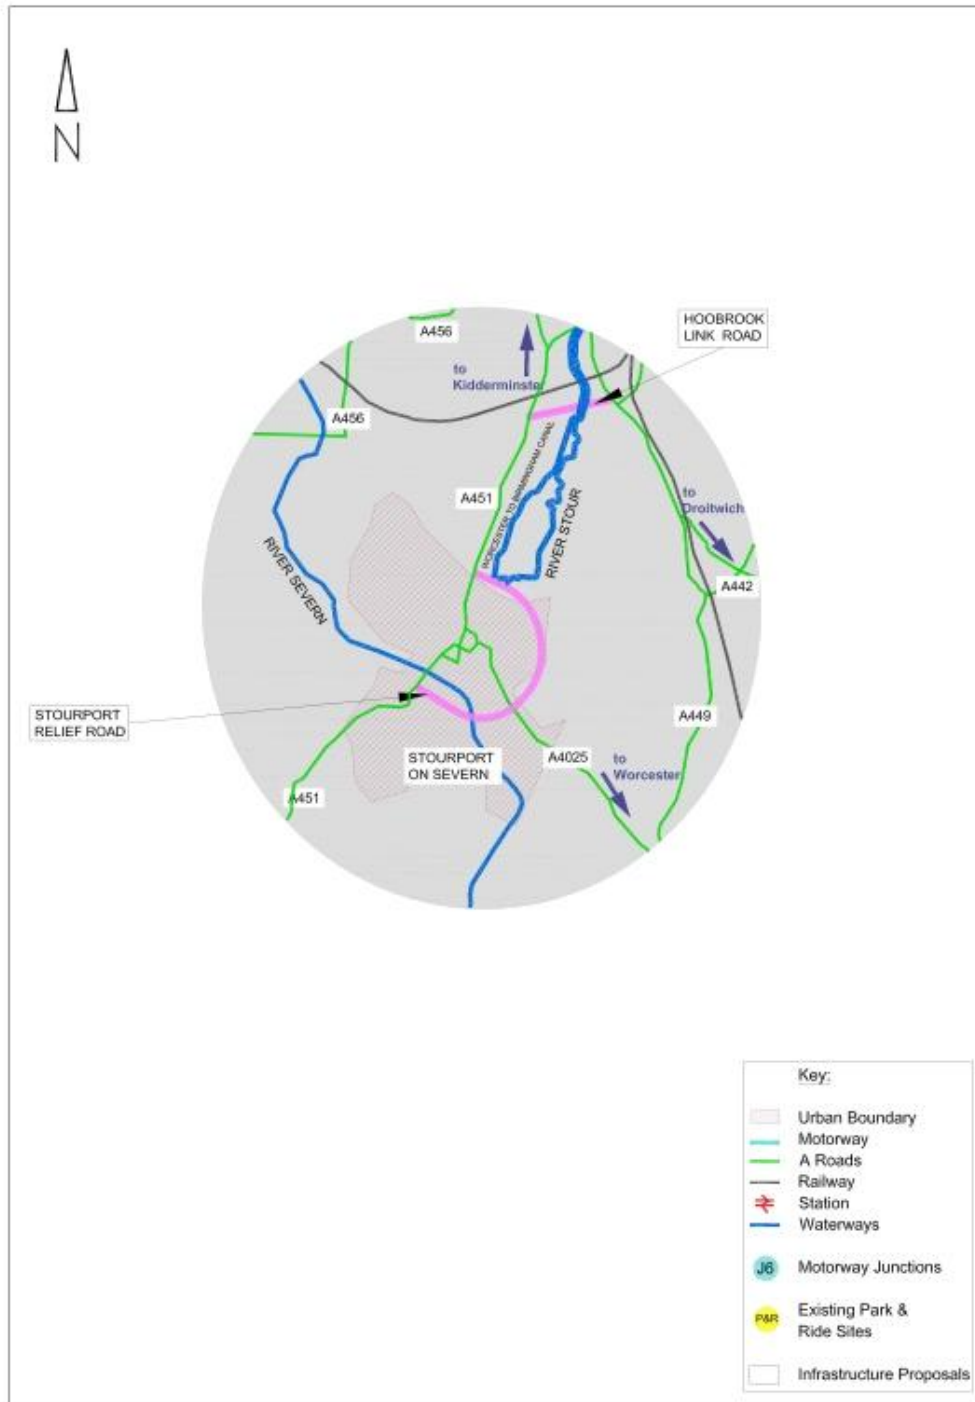 N
HOOBROOK
LINK ROAD
A456
to
Kidderminste
A456
WORCESTER TO BIRMINGHAM CANAL
A451
to
Droitwich
RIVER STOUR
RIVER SEVERN
A442
STOURPORT
RELIEF ROAD
A449
STOURPORT
ON SEVERN
A4025
to
Worcester
A451
Key:
Urban Boundary
Motorway
A Roads
Railway
Station
Waterways
J6 Motorway Junctions
P&R Existing Park &
Ride Sites
Infrastructure Proposals